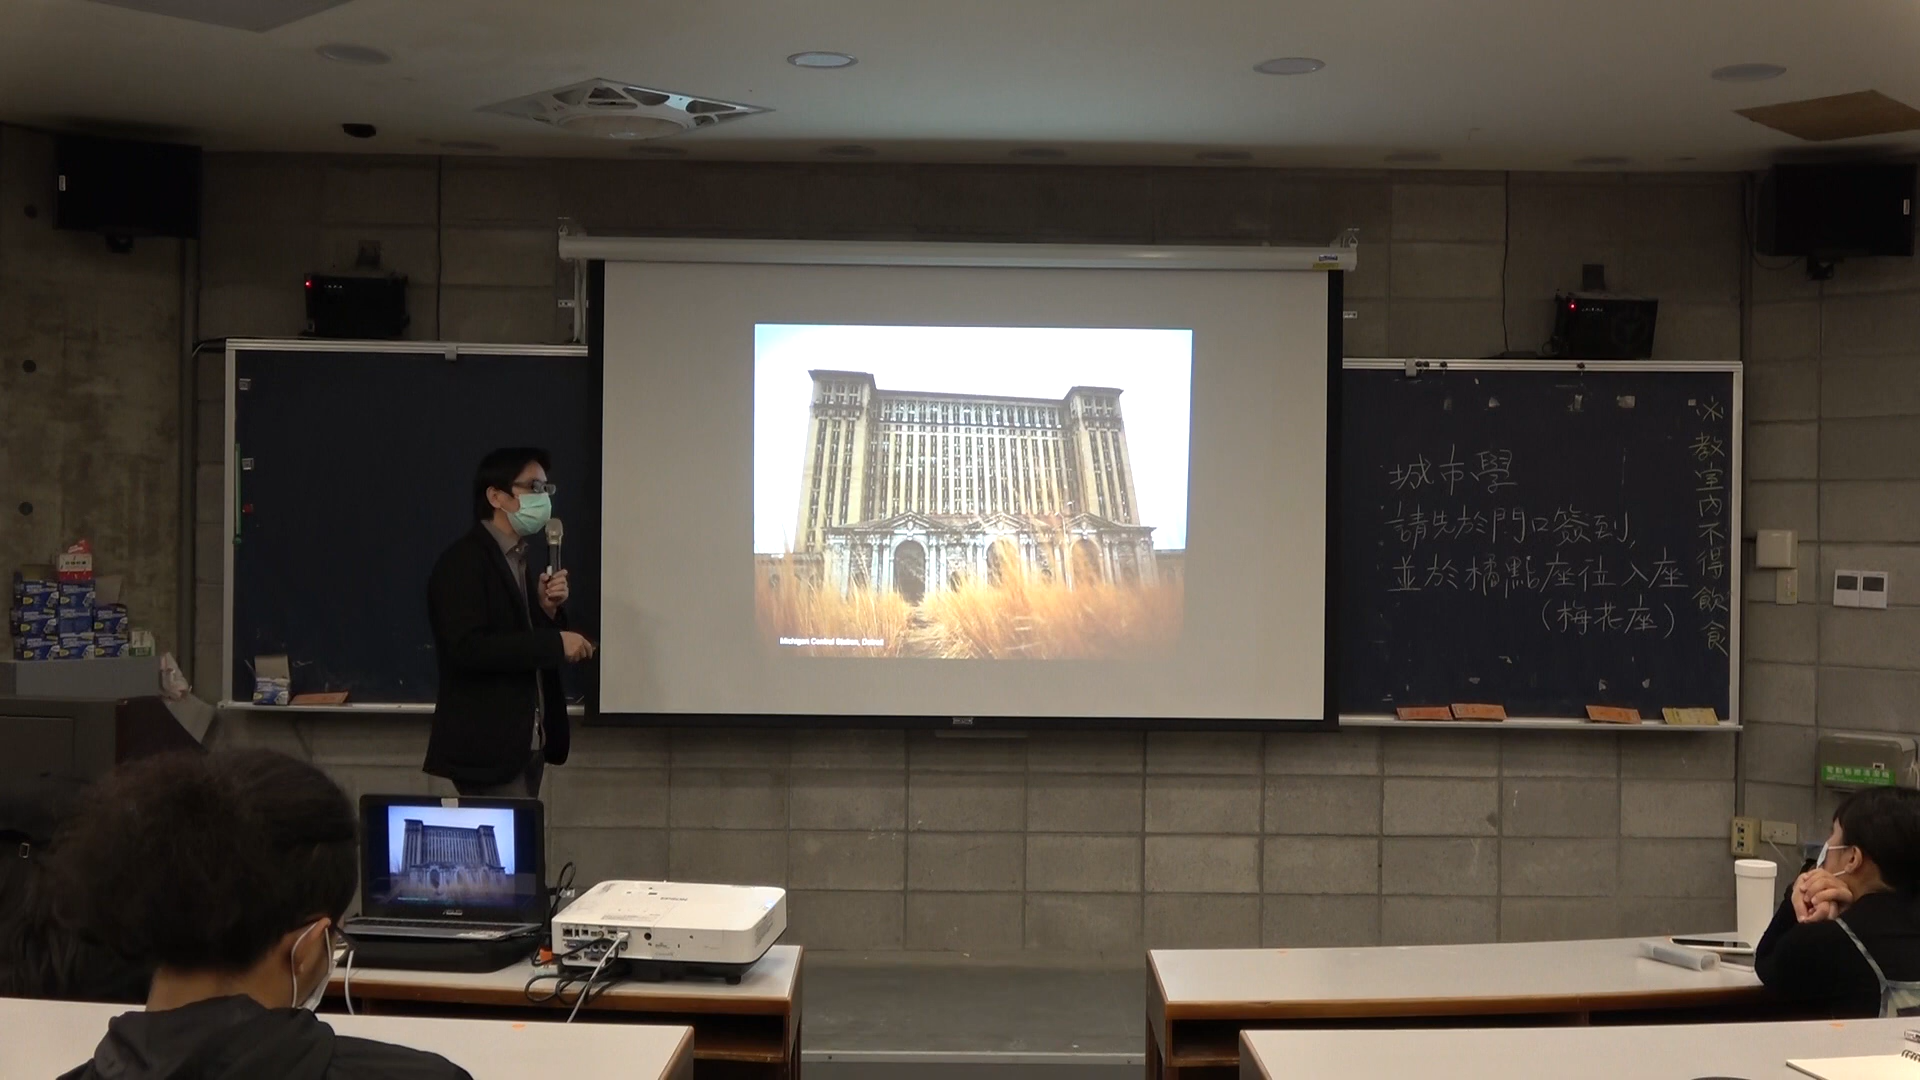 Michigan Central Station, Detroit
城市學
請先於門口簽到,
並於橘點座位入座
(梅花座)
※教室內不得飲食
ASUS